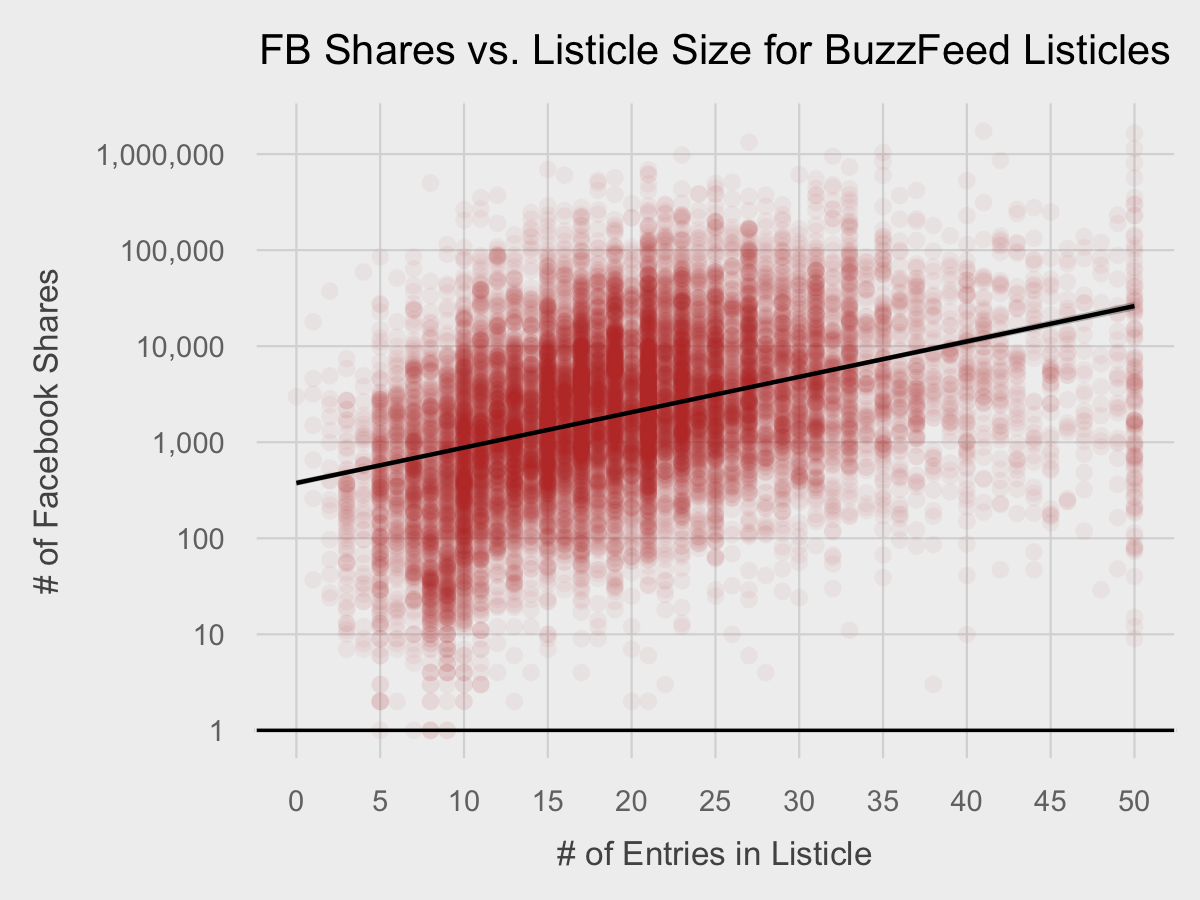 FB Shares vs. Listicle Size for BuzzFeed Listicles
# of Facebook Shares
1,000,000
100,000
10,000
1,000
100
10
1
0 5 10 15 20 25 30 35 40 45 50
# of Entries in Listicle